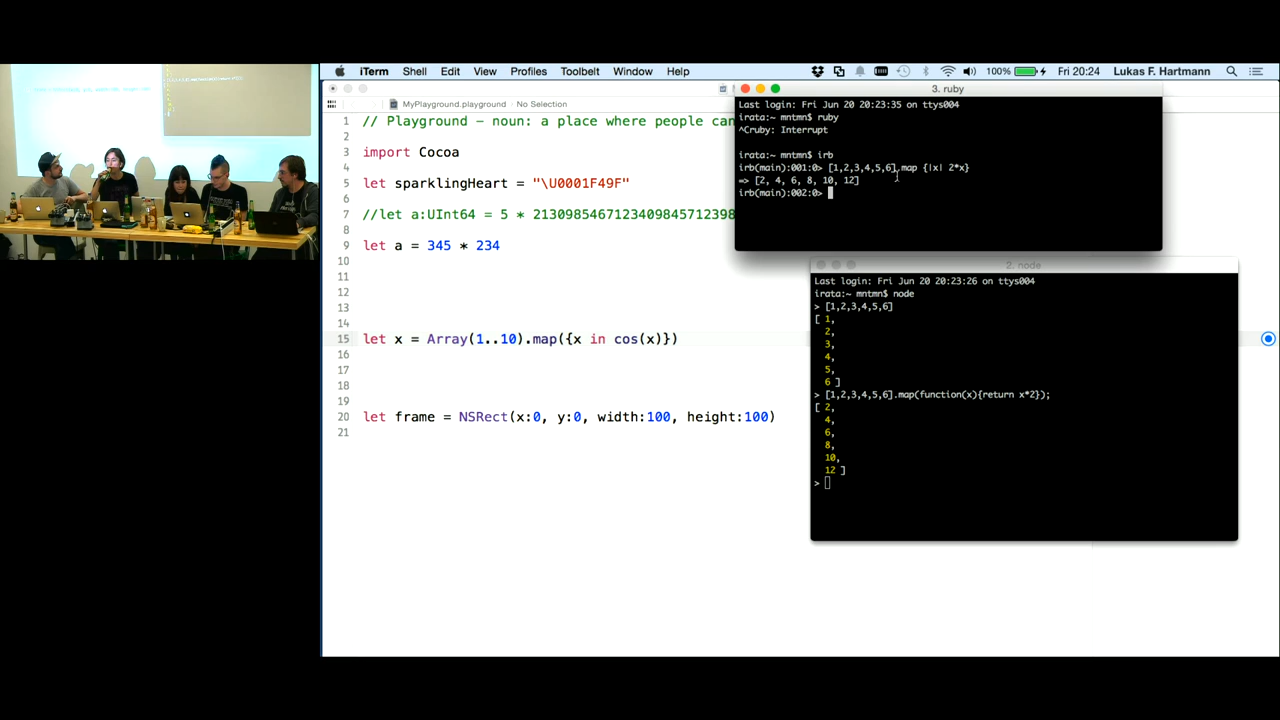 iTerm Shell Edit View Profiles Toolbelt Window Help 100% Fri 20:24 Lukas F. Hartmann
MyPlayground.playground No Selection
1 // Playground – noun: a place where people can
2
3 import Cocoa
4
5 let sparklingHeart = "\U0001F49F"
6
7 //let a:UInt64 = 5 * 2130985467123409845712398
8
9 let a = 345 * 234
10
11
12
13
14
15 let x = Array(1..10).map({x in cos(x)})
16
17
18
19
20 let frame = NSRect(x:0, y:0, width:100, height:100)
21
3. ruby
Last login: Fri Jun 20 20:23:35 on ttys004
irata:~ mntmn$ ruby
^Cruby: Interrupt
irata:~ mntmn$ irb
irb(main):001:0> [1,2,3,4,5,6].map {|x| 2*x}
=> [2, 4, 6, 8, 10, 12]
irb(main):002:0>
2. node
Last login: Fri Jun 20 20:23:26 on ttys004
irata:~ mntmn$ node
> [1,2,3,4,5,6]
[ 1,
2,
3,
4,
5,
6 ]
> [1,2,3,4,5,6].map(function(x){return x*2});
[ 2,
4,
6,
8,
10,
12 ]
>